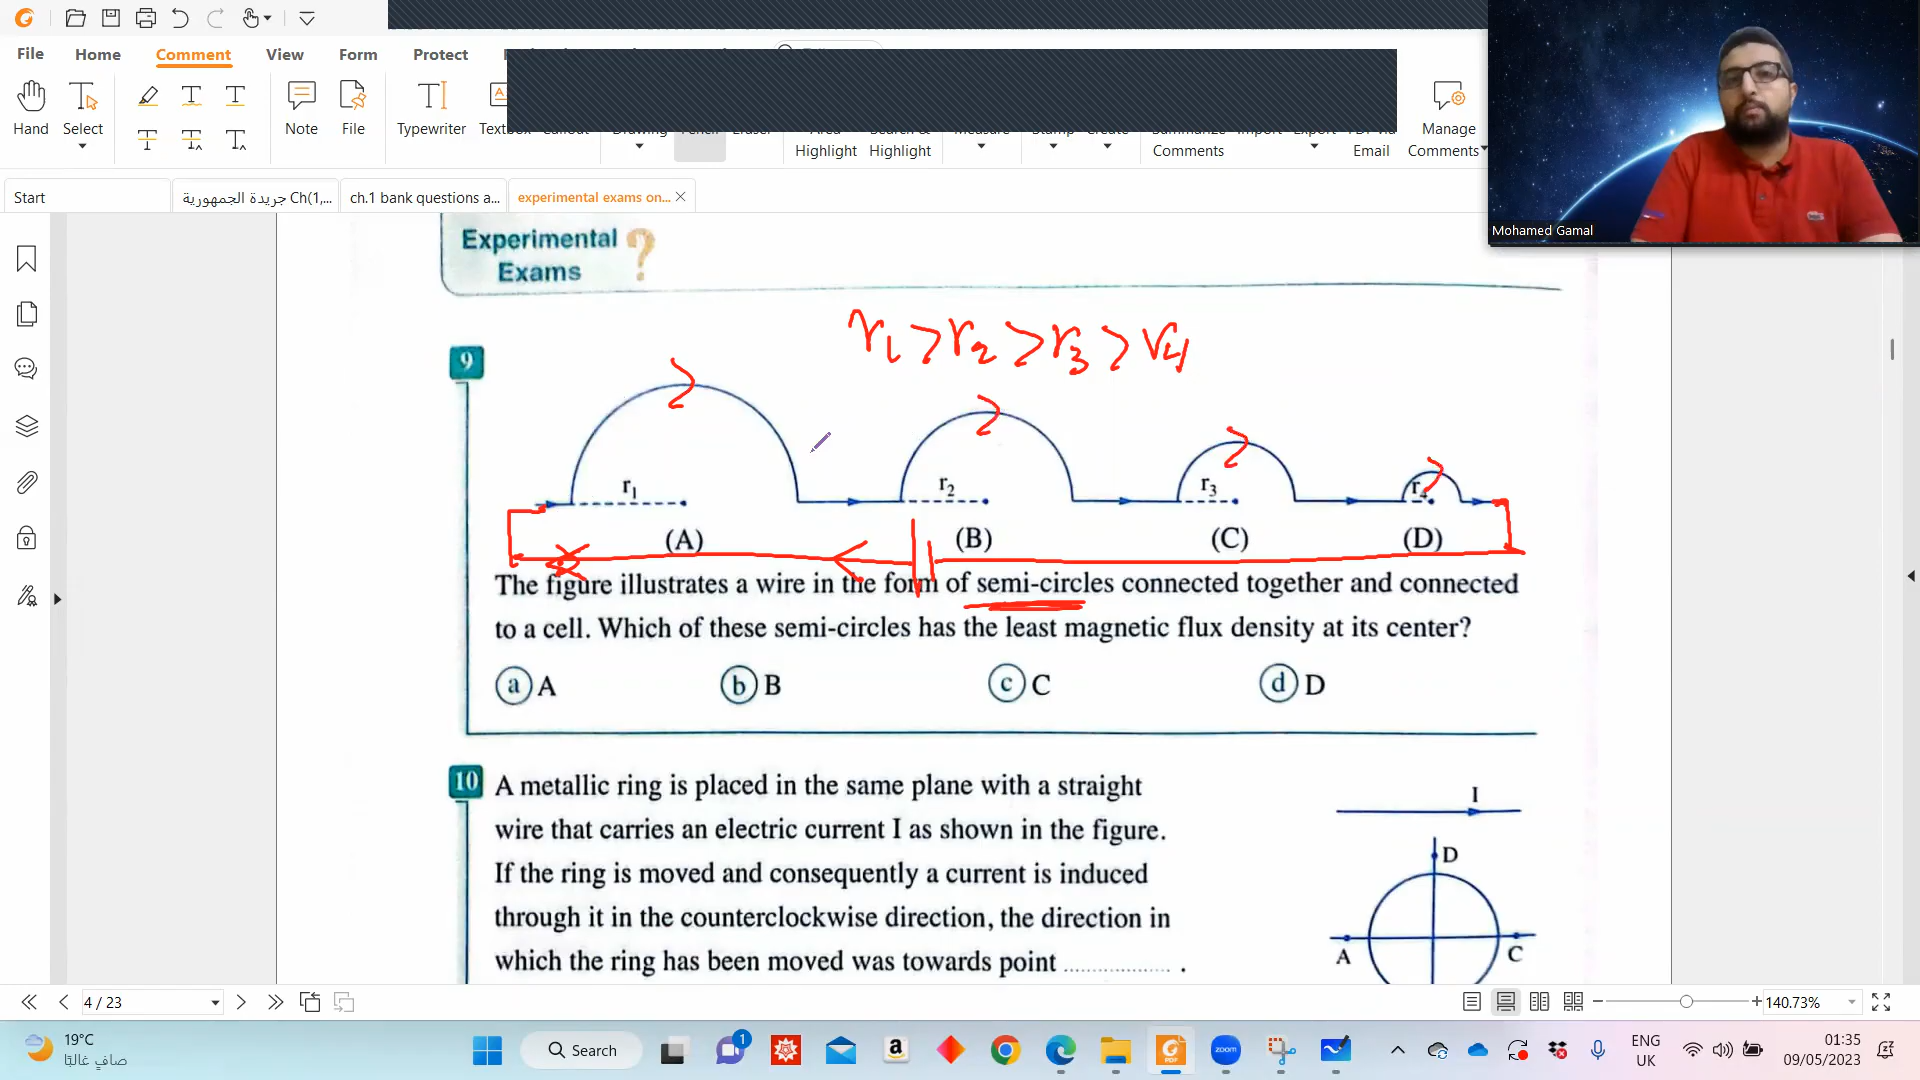 File Home Comment View Form Protect
Hand Select Note File Typewriter
Highlight Highlight Comments Email
Manage
Comments
Mohamed Gamal
Start جريدة الجمهورية Ch(1,... ch.1 bank questions a... experimental exams on...
Experimental
Exams ?
r1 > r2 > r3 > r4
9
r1 r2 r3
(A) (B) (C) (D)
The figure illustrates a wire in the form of semi-circles connected together and connected
to a cell. Which of these semi-circles has the least magnetic flux density at its center?
a A b B c C d D
10 A metallic ring is placed in the same plane with a straight
wire that carries an electric current I as shown in the figure.
If the ring is moved and consequently a current is induced
through it in the counterclockwise direction, the direction in
which the ring has been moved was towards point .................. .
I
D
A C
4 / 23 140.73%
19°C
صافٍ غالبًا
Search
1
zoom
ENG
UK
01:35
09/05/2023